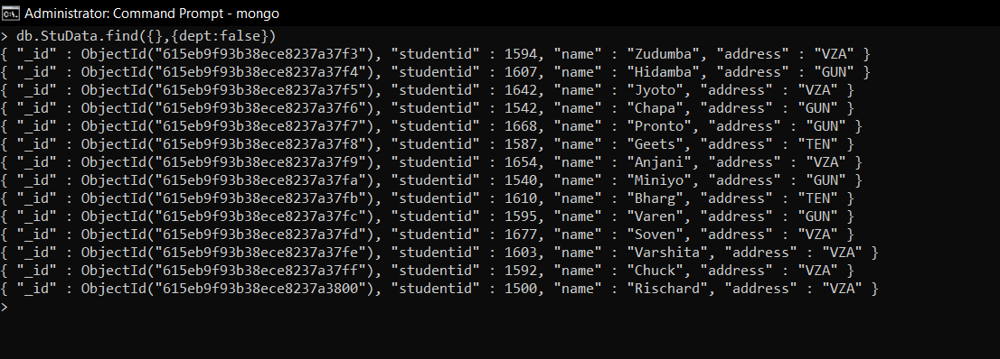 Administrator: Command Prompt - mongo
> db.StuData.find({},{dept:false})
{ "_id" : ObjectId("615eb9f93b38ece8237a37f3"), "studentid" : 1594, "name" : "Zudumba", "address" : "VZA" }
{ "_id" : ObjectId("615eb9f93b38ece8237a37f4"), "studentid" : 1607, "name" : "Hidamba", "address" : "GUN" }
{ "_id" : ObjectId("615eb9f93b38ece8237a37f5"), "studentid" : 1642, "name" : "Jyoto", "address" : "VZA" }
{ "_id" : ObjectId("615eb9f93b38ece8237a37f6"), "studentid" : 1542, "name" : "Chapa", "address" : "GUN" }
{ "_id" : ObjectId("615eb9f93b38ece8237a37f7"), "studentid" : 1668, "name" : "Pronto", "address" : "GUN" }
{ "_id" : ObjectId("615eb9f93b38ece8237a37f8"), "studentid" : 1587, "name" : "Geets", "address" : "TEN" }
{ "_id" : ObjectId("615eb9f93b38ece8237a37f9"), "studentid" : 1654, "name" : "Anjani", "address" : "VZA" }
{ "_id" : ObjectId("615eb9f93b38ece8237a37fa"), "studentid" : 1540, "name" : "Miniyo", "address" : "GUN" }
{ "_id" : ObjectId("615eb9f93b38ece8237a37fb"), "studentid" : 1610, "name" : "Bharg", "address" : "TEN" }
{ "_id" : ObjectId("615eb9f93b38ece8237a37fc"), "studentid" : 1595, "name" : "Varen", "address" : "GUN" }
{ "_id" : ObjectId("615eb9f93b38ece8237a37fd"), "studentid" : 1677, "name" : "Soven", "address" : "VZA" }
{ "_id" : ObjectId("615eb9f93b38ece8237a37fe"), "studentid" : 1603, "name" : "Varshita", "address" : "VZA" }
{ "_id" : ObjectId("615eb9f93b38ece8237a37ff"), "studentid" : 1592, "name" : "Chuck", "address" : "VZA" }
{ "_id" : ObjectId("615eb9f93b38ece8237a3800"), "studentid" : 1500, "name" : "Rischard", "address" : "VZA" }
>